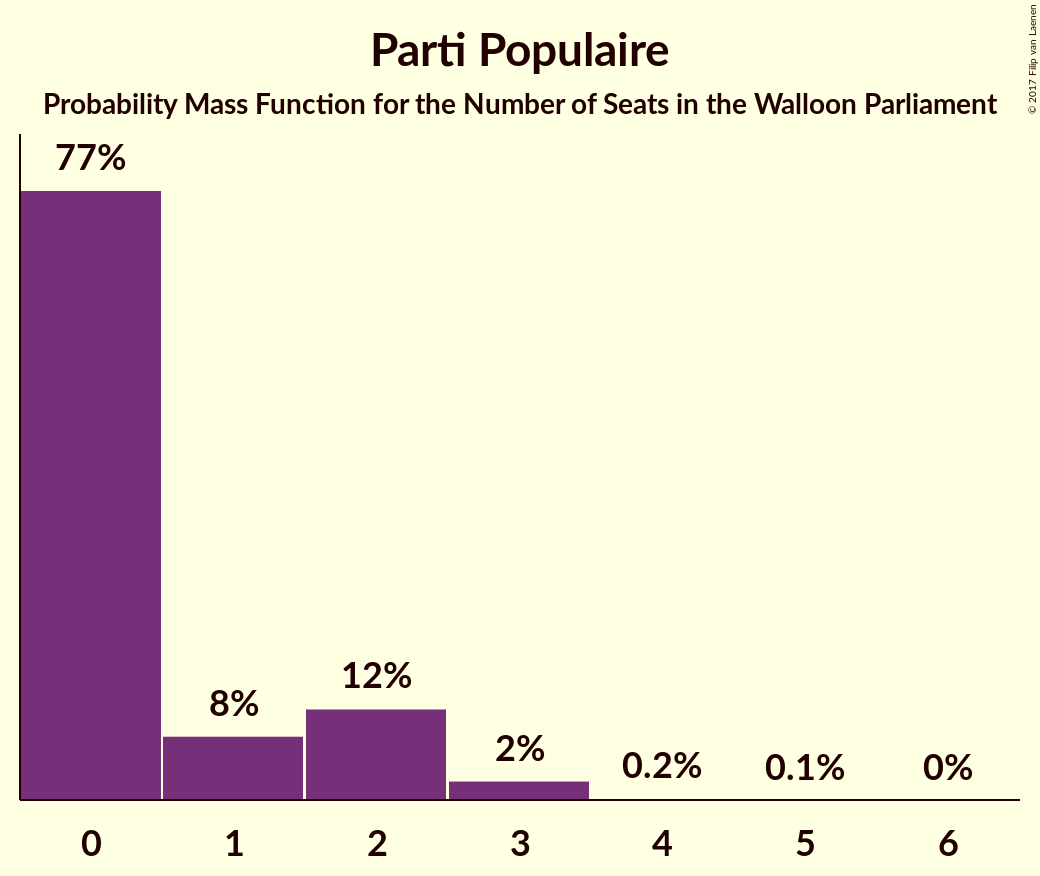 Parti Populaire
Probability Mass Function for the Number of Seats in the Walloon Parliament
© 2017 Filip van Laenen
77%
8%
12%
2%
0.2%
0.1%
0%
0 1 2 3 4 5 6